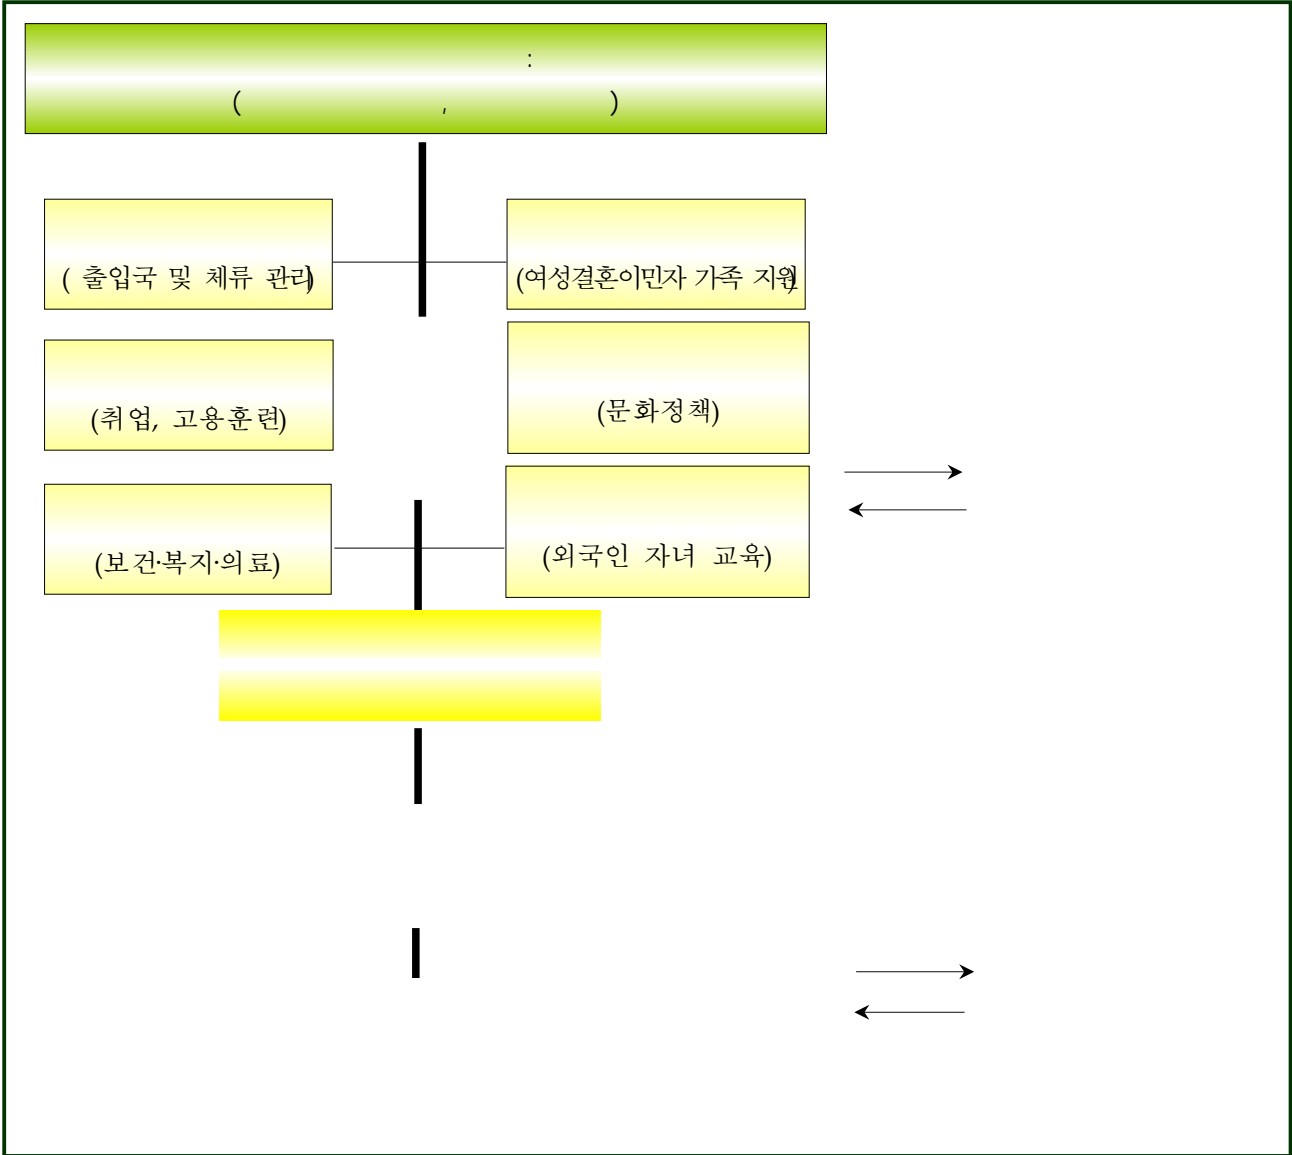 :
( , )
( 출입국 및 체류 관리)
(여성결혼이민자 가족 지원)
(취업, 고용훈련)
(문화정책)
(보건·복지·의료)
(외국인 자녀 교육)